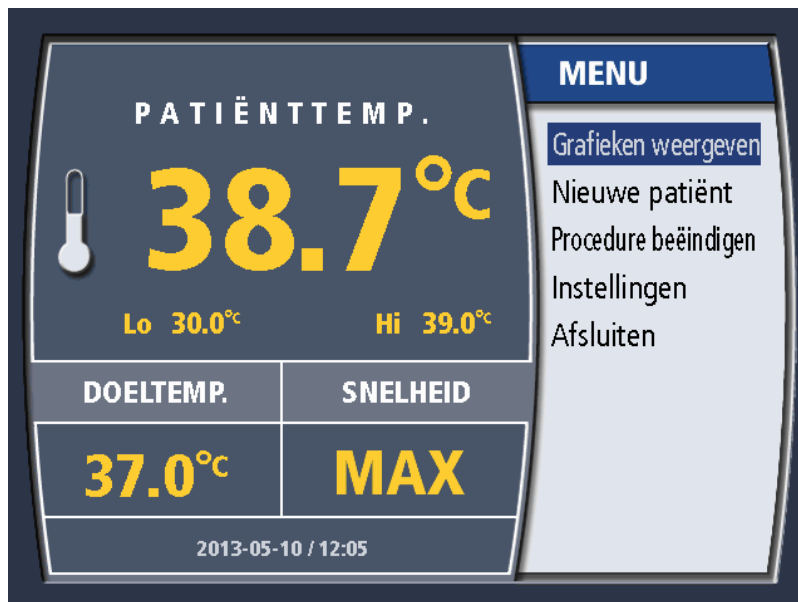 PATIËNTTEMP.
38.7°C
Lo 30.0°C Hi 39.0°C
DOELTEMP. SNELHEID
37.0°C MAX
2013-05-10 / 12:05
MENU
Grafieken weergeven
Nieuwe patiënt
Procedure beëindigen
Instellingen
Afsluiten